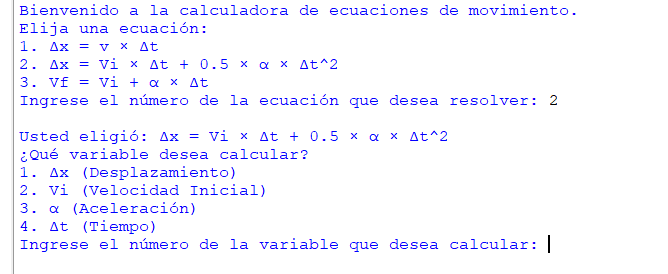 Bienvenido a la calculadora de ecuaciones de movimiento.
Elija una ecuación:
1. Δx = v × Δt
2. Δx = Vi × Δt + 0.5 × α × Δt^2
3. Vf = Vi + α × Δt
Ingrese el número de la ecuación que desea resolver: 2
Usted eligió: Δx = Vi × Δt + 0.5 × α × Δt^2
¿Qué variable desea calcular?
1. Δx (Desplazamiento)
2. Vi (Velocidad Inicial)
3. α (Aceleración)
4. Δt (Tiempo)
Ingrese el número de la variable que desea calcular: